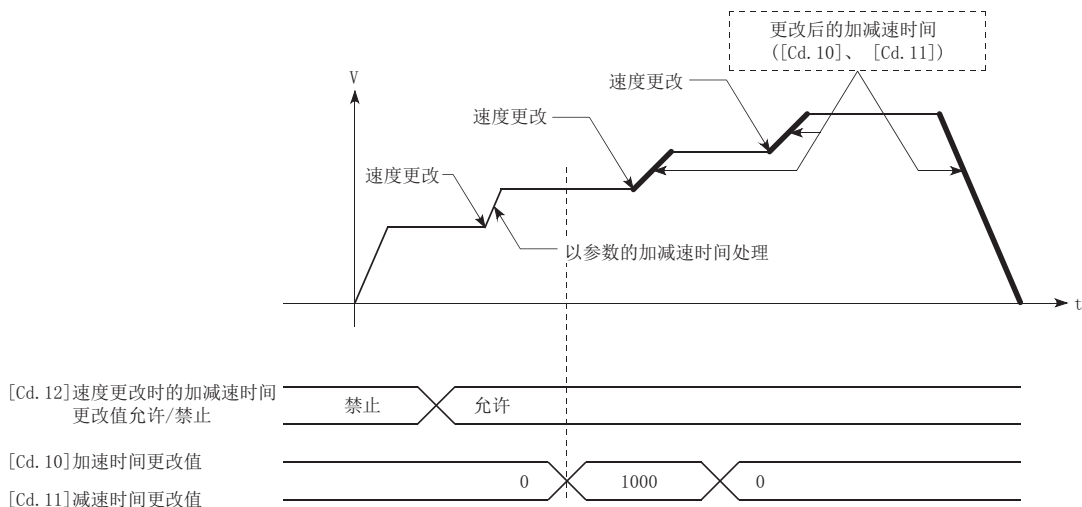 更改后的加减速时间
([Cd.10]、 [Cd.11])
V
速度更改
速度更改
速度更改
以参数的加减速时间处理
t
[Cd.12]速度更改时的加减速时间
更改值允许/禁止
禁止
允许
[Cd.10]加速时间更改值
[Cd.11]减速时间更改值
0
1000
0